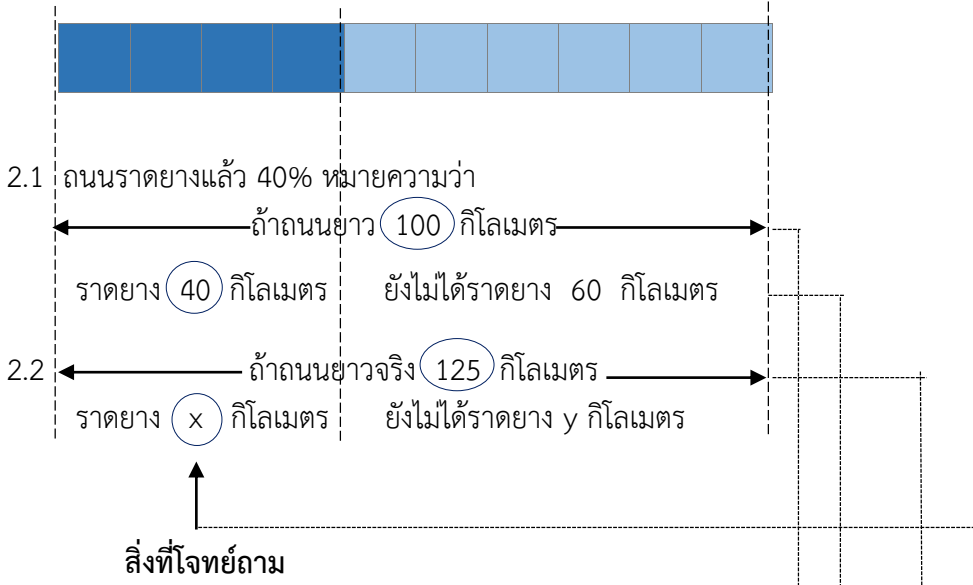 2.1 ถนนราดยางแล้ว 40% หมายความว่า
ถ้าถนนยาว 100 กิโลเมตร
ราดยาง 40 กิโลเมตร ยังไม่ได้ราดยาง 60 กิโลเมตร
2.2 ถ้าถนนยาวจริง 125 กิโลเมตร
ราดยาง x กิโลเมตร ยังไม่ได้ราดยาง y กิโลเมตร
สิ่งที่โจทย์ถาม